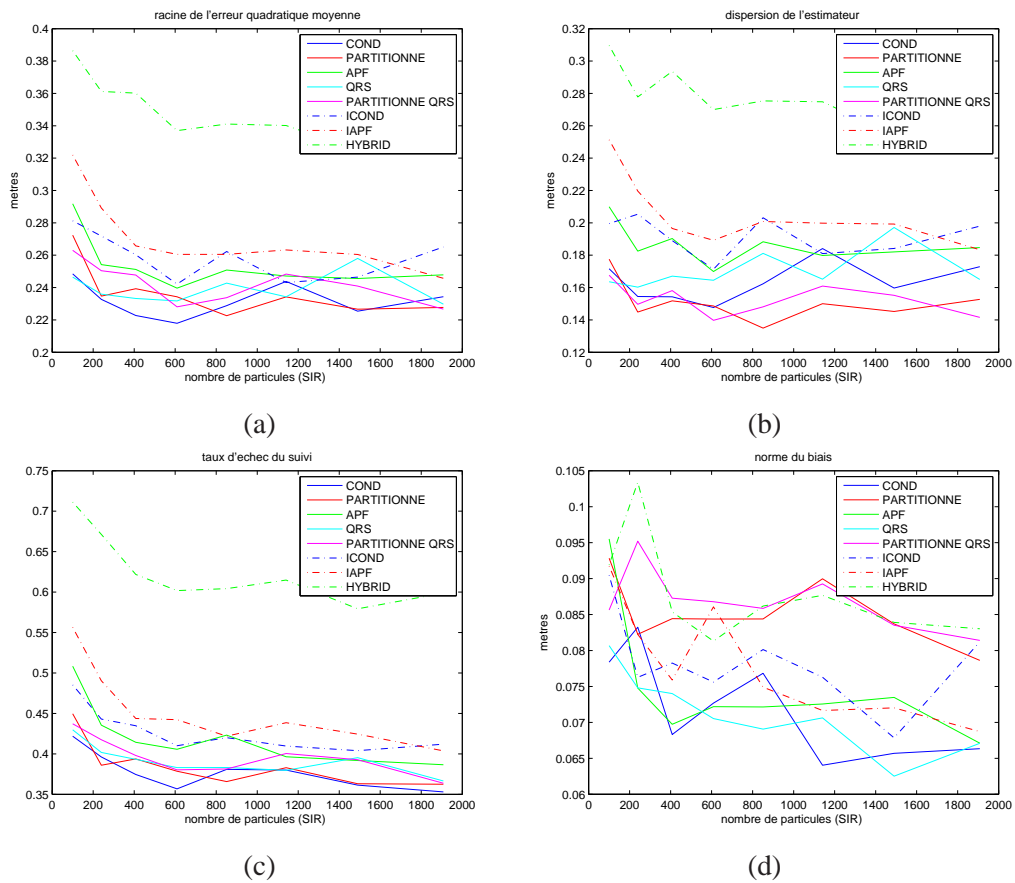 racine de l'erreur quadratique moyenne
0.4
0.38
0.36
0.34
0.32
0.3
0.28
0.26
0.24
0.22
0.2
metres
0 200 400 600 800 1000 1200 1400 1600 1800 2000
nombre de particules (SIR)
COND
PARTITIONNE
APF
QRS
PARTITIONNE QRS
ICOND
IAPF
HYBRID
(a)
dispersion de l'estimateur
0.32
0.3
0.28
0.26
0.24
0.22
0.2
0.18
0.16
0.14
0.12
metres
0 200 400 600 800 1000 1200 1400 1600 1800 2000
nombre de particules (SIR)
COND
PARTITIONNE
APF
QRS
PARTITIONNE QRS
ICOND
IAPF
HYBRID
(b)
taux d'echec du suivi
0.75
0.7
0.65
0.6
0.55
0.5
0.45
0.4
0.35
0 200 400 600 800 1000 1200 1400 1600 1800 2000
nombre de particules (SIR)
COND
PARTITIONNE
APF
QRS
PARTITIONNE QRS
ICOND
IAPF
HYBRID
(c)
norme du biais
0.105
0.1
0.095
0.09
0.085
0.08
0.075
0.07
0.065
0.06
metres
0 200 400 600 800 1000 1200 1400 1600 1800 2000
nombre de particules (SIR)
COND
PARTITIONNE
APF
QRS
PARTITIONNE QRS
ICOND
IAPF
HYBRID
(d)